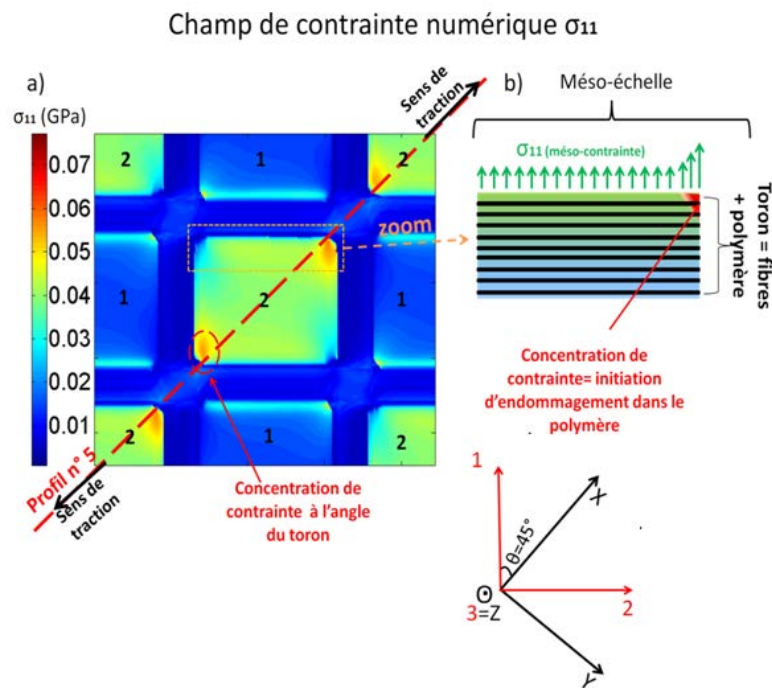 Champ de contrainte numérique σ11
a)
σ11 (GPa)
0.07
0.06
0.05
0.04
0.03
0.02
0.01
2
1
2
1
2
1
2
1
2
Sens de
traction
zoom
Profil n° 5
Sens de
traction
Concentration de
contrainte à l'angle
du toron
b)
Méso-échelle
σ11 (méso-contrainte)
Toron = fibres
+ polymère
Concentration de
contrainte= initiation
d'endommagement dans le
polymère
1
X
θ=45°
3=Z
2
Y